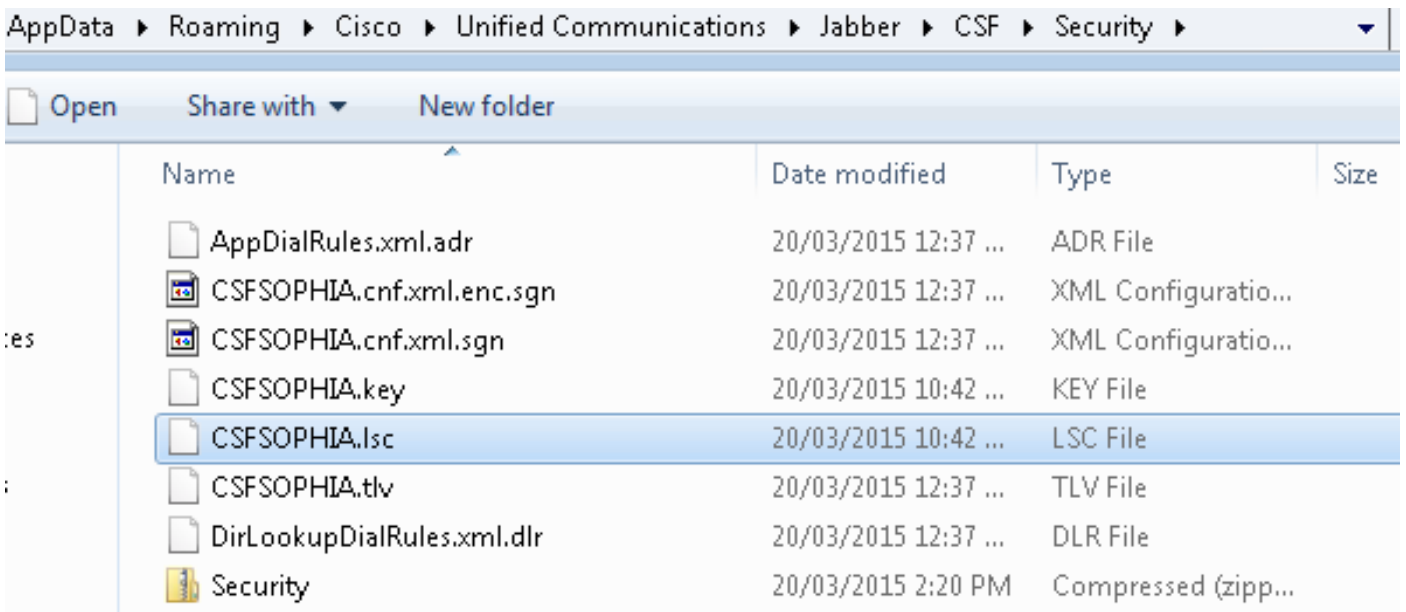 AppData ▸ Roaming ▸ Cisco ▸ Unified Communications ▸ Jabber ▸ CSF ▸ Security ▸
Open Share with New folder
Name Date modified Type Size
AppDialRules.xml.adr 20/03/2015 12:37 ... ADR File
CSFSOPHIA.cnf.xml.enc.sgn 20/03/2015 12:37 ... XML Configuratio...
CSFSOPHIA.cnf.xml.sgn 20/03/2015 12:37 ... XML Configuratio...
CSFSOPHIA.key 20/03/2015 10:42 ... KEY File
CSFSOPHIA.lsc 20/03/2015 10:42 ... LSC File
CSFSOPHIA.tlv 20/03/2015 12:37 ... TLV File
DirLookupDialRules.xml.dlr 20/03/2015 12:37 ... DLR File
Security 20/03/2015 2:20 PM Compressed (zipp...